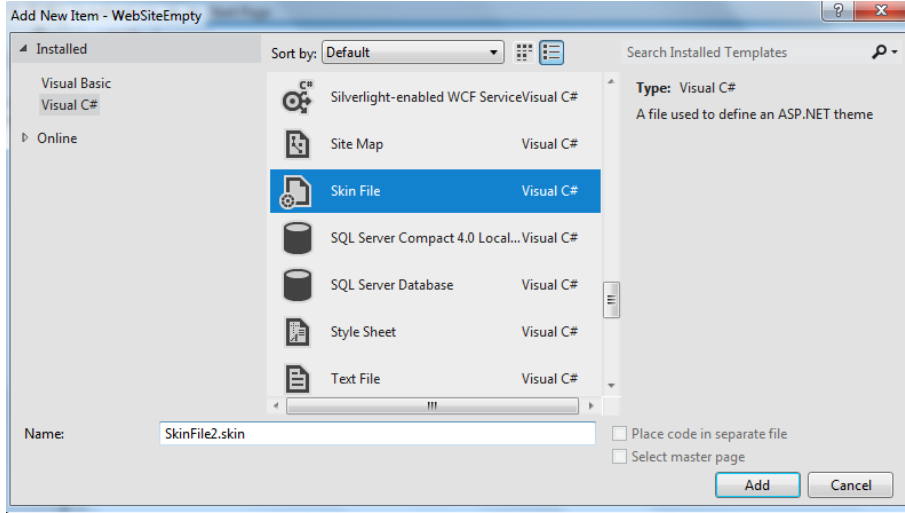 Add New Item - WebSiteEmpty
Installed
Visual Basic
Visual C#
Online
Sort by: Default
Silverlight-enabled WCF Service Visual C#
Site Map Visual C#
Skin File Visual C#
SQL Server Compact 4.0 Local... Visual C#
SQL Server Database Visual C#
Style Sheet Visual C#
Text File Visual C#
Search Installed Templates
Type: Visual C#
A file used to define an ASP.NET theme
Name: SkinFile2.skin
Place code in separate file
Select master page
Add Cancel